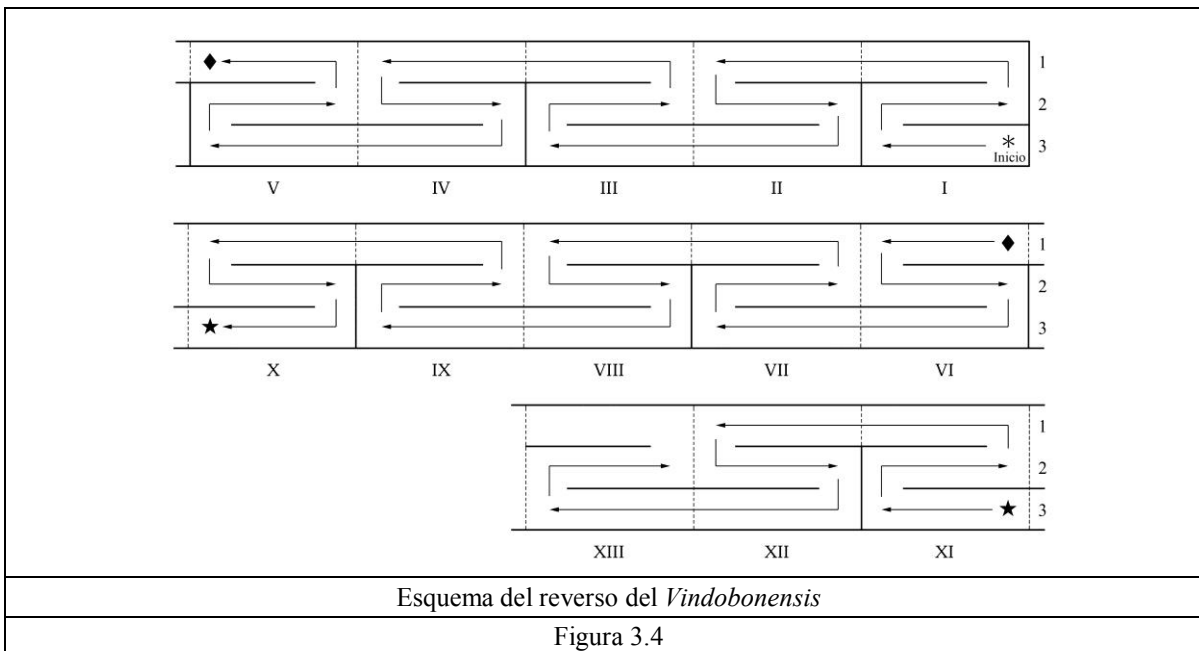 1
2
3
Inicio
V IV III II I
1
2
3
X IX VIII VII VI
1
2
3
XIII XII XI
Esquema del reverso del Vindobonensis
Figura 3.4